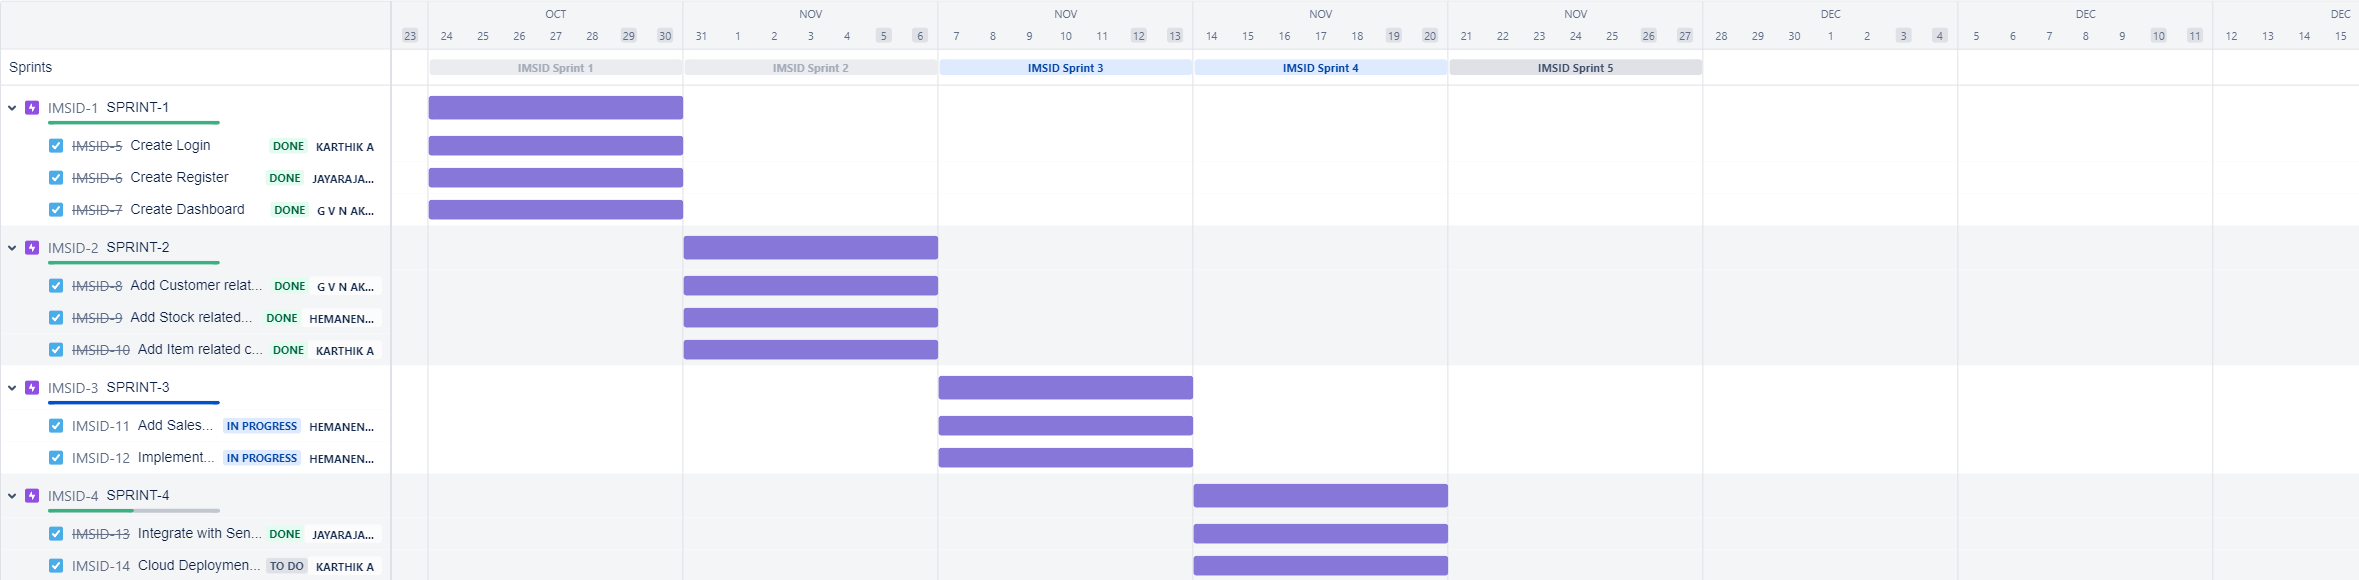 OCT NOV NOV NOV NOV DEC DEC DEC
23 24 25 26 27 28 29 30 31 1 2 3 4 5 6 7 8 9 10 11 12 13 14 15 16 17 18 19 20 21 22 23 24 25 26 27 28 29 30 1 2 3 4 5 6 7 8 9 10 11 12 13 14 15
Sprints IMSID Sprint 1 IMSID Sprint 2 IMSID Sprint 3 IMSID Sprint 4 IMSID Sprint 5
IMSID-1 SPRINT-1
IMSID-5 Create Login DONE KARTHIK A
IMSID-6 Create Register DONE JAYARAJA...
IMSID-7 Create Dashboard DONE G V N AK...
IMSID-2 SPRINT-2
IMSID-8 Add Customer relat... DONE G V N AK...
IMSID-9 Add Stock related... DONE HEMANEN...
IMSID-10 Add Item related c... DONE KARTHIK A
IMSID-3 SPRINT-3
IMSID-11 Add Sales... IN PROGRESS HEMANEN...
IMSID-12 Implement... IN PROGRESS HEMANEN...
IMSID-4 SPRINT-4
IMSID-13 Integrate with Sen... DONE JAYARAJA...
IMSID-14 Cloud Deploymen... TO DO KARTHIK A